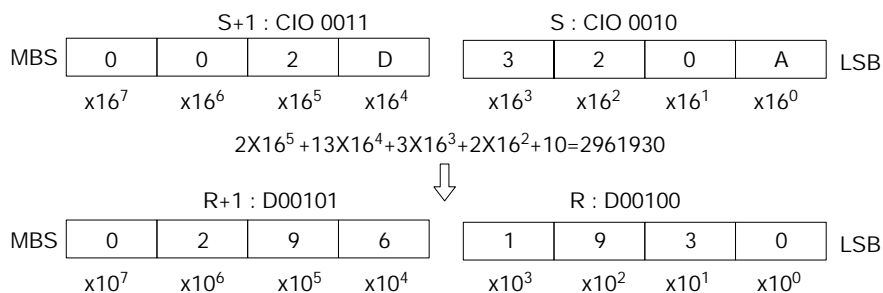 S+1 : CIO 0011 S : CIO 0010
MBS 0 0 2 D 3 2 0 A LSB
x16⁷ x16⁶ x16⁵ x16⁴ x16³ x16² x16¹ x16⁰
2X16⁵ +13X16⁴+3X16³+2X16²+10=2961930
R+1 : D00101 R : D00100
MBS 0 2 9 6 1 9 3 0 LSB
x10⁷ x10⁶ x10⁵ x10⁴ x10³ x10² x10¹ x10⁰